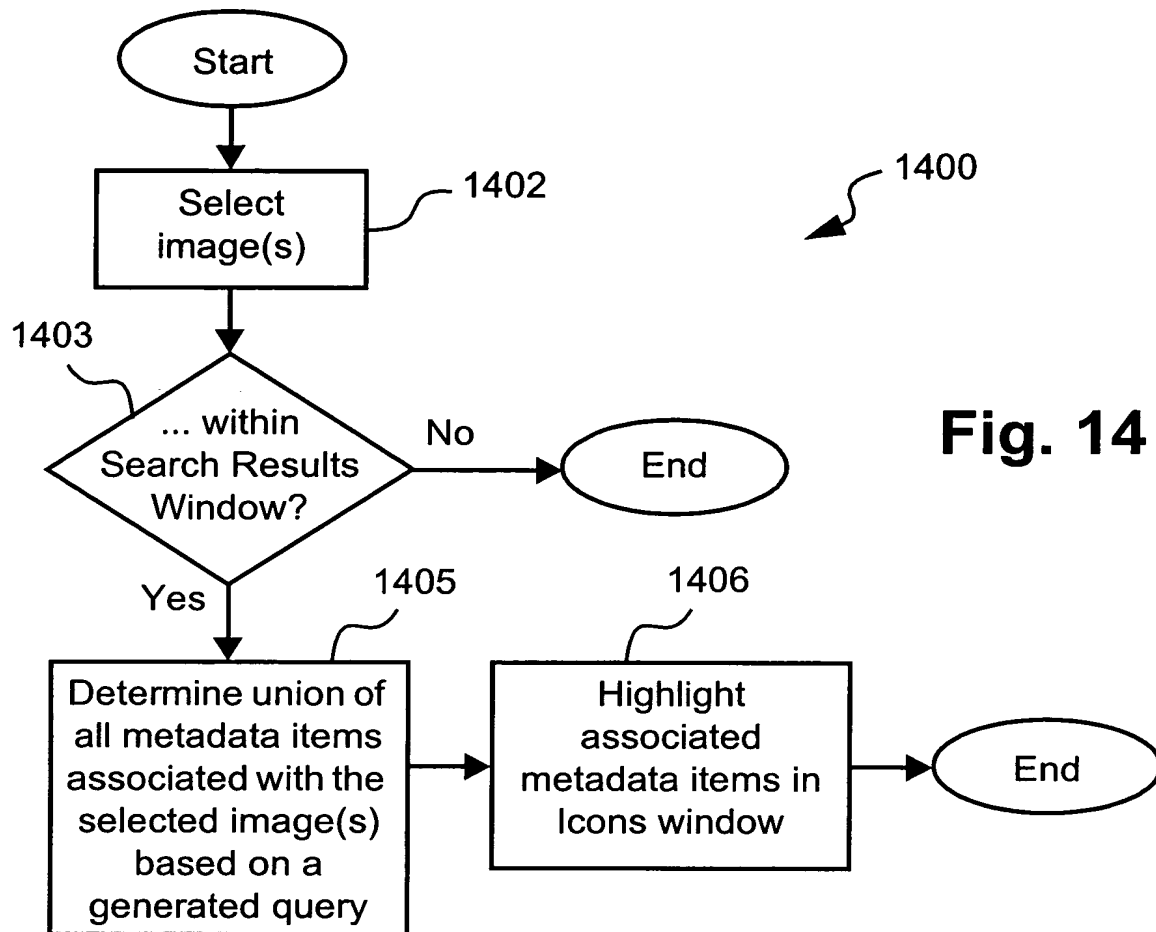 Start
1402
Select
image(s)
1400
1403
... within
Search Results
Window?
No
End
Fig. 14
Yes
1405
Determine union of
all metadata items
associated with the
selected image(s)
based on a
generated query
1406
Highlight
associated
metadata items in
Icons window
End